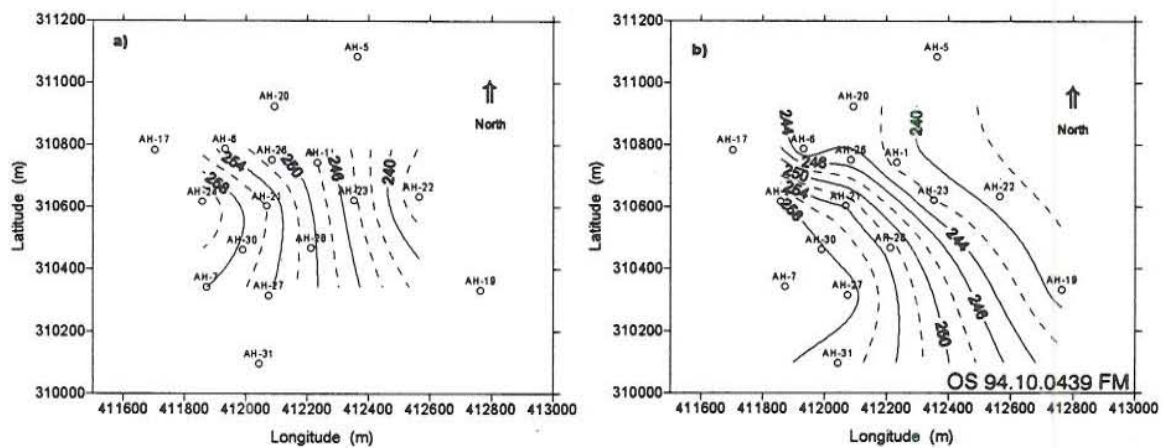 a)
311200
311000
310800
310600
310400
310200
310000
Latitude (m)
411600 411800 412000 412200 412400 412600 412800 413000
Longitude (m)
AH-5
AH-20
North
AH-17
AH-6
AH-26
AH-1
AH-21
AH-23
AH-22
AH-30
AH-28
AH-7
AH-27
AH-19
AH-31
254
258
250
246
240
b)
311200
311000
310800
310600
310400
310200
310000
Latitude (m)
411600 411800 412000 412200 412400 412600 412800 413000
Longitude (m)
AH-5
AH-20
North
AH-17
AH-6
AH-1
AH-21
AH-23
AH-22
AH-30
AH-28
AH-7
AH-27
AH-19
AH-31
244
240
246
250
254
258
244
246
250
OS 94.10.0439 FM